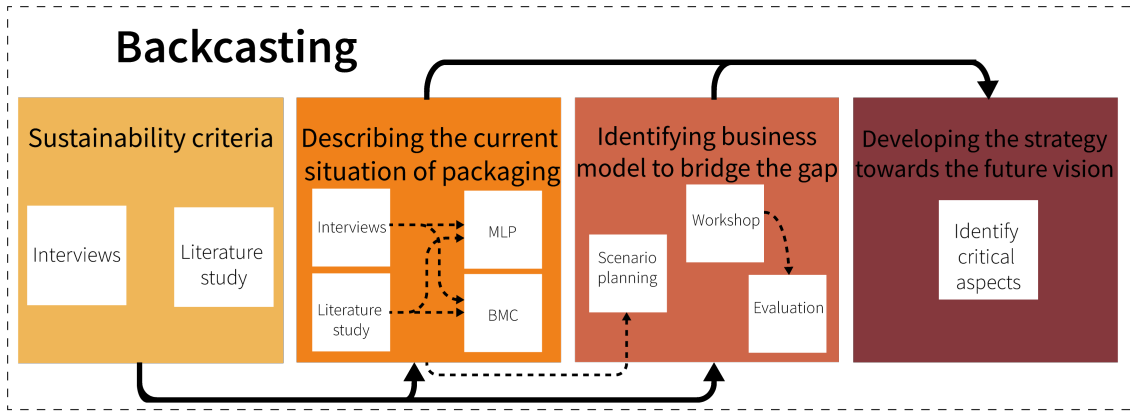 Backcasting
Sustainability criteria
Interviews
Literature
study
Describing the current
situation of packaging
Interviews
MLP
Literature
study
BMC
Identifying business
model to bridge the gap
Workshop
Scenario
planning
Evaluation
Developing the strategy
towards the future vision
Identify
critical
aspects